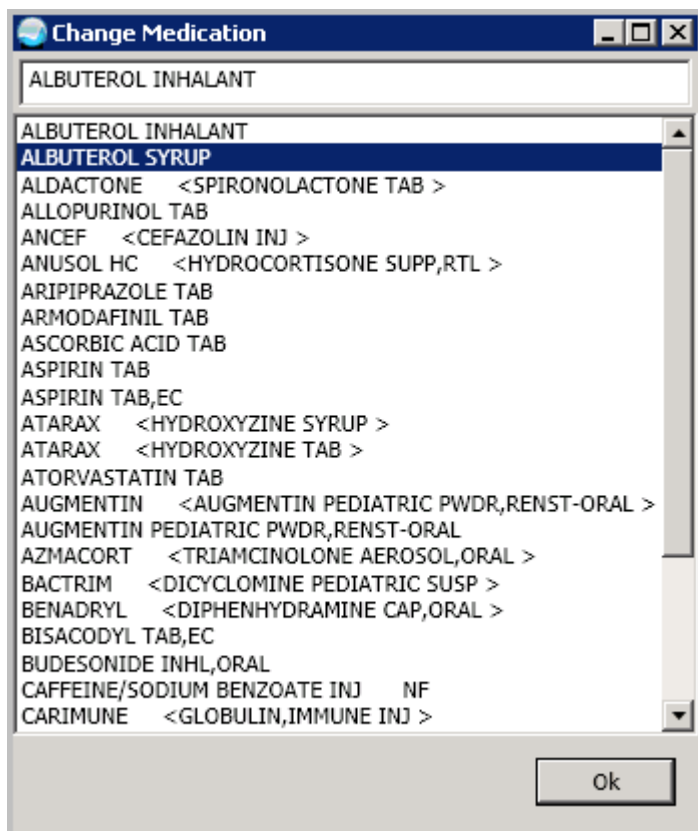 Change Medication
ALBUTEROL INHALANT
ALBUTEROL INHALANT
ALBUTEROL SYRUP
ALDACTONE <SPIRONOLACTONE TAB >
ALLOPURINOL TAB
ANCEF <CEFAZOLIN INJ >
ANUSOL HC <HYDROCORTISONE SUPP,RTL >
ARIPIPRAZOLE TAB
ARMODAFINIL TAB
ASCORBIC ACID TAB
ASPIRIN TAB
ASPIRIN TAB,EC
ATARAX <HYDROXYZINE SYRUP >
ATARAX <HYDROXYZINE TAB >
ATORVASTATIN TAB
AUGMENTIN <AUGMENTIN PEDIATRIC PWDR,RENST-ORAL >
AUGMENTIN PEDIATRIC PWDR,RENST-ORAL
AZMACORT <TRIAMCINOLONE AEROSOL,ORAL >
BACTRIM <DICYCLOMINE PEDIATRIC SUSP >
BENADRYL <DIPHENHYDRAMINE CAP,ORAL >
BISACODYL TAB,EC
BUDESONIDE INHL,ORAL
CAFFEINE/SODIUM BENZOATE INJ NF
CARIMUNE <GLOBULIN,IMMUNE INJ >
Ok